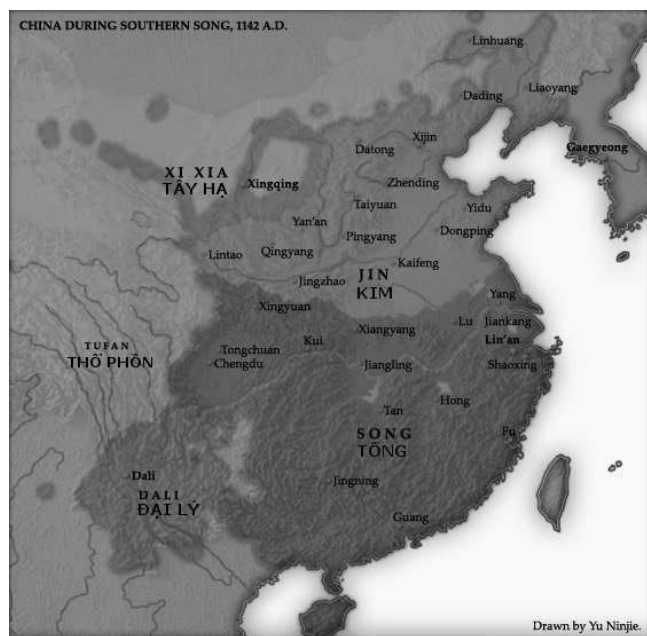 CHINA DURING SOUTHERN SONG, 1142 A.D.
Linhuang
Dading
Liaoyang
Xijin
Datong
Gaegyeong
XI XIA
TÂY HẠ
Xingqing
Zhending
Taiyuan
Yidu
Yan'an
Dongping
Pingyang
Qingyang
Lintao
Kaifeng
JIN
KIM
Jingzhao
Yang
Xingyuan
Xiangyang
Lu
Jiankang
Kui
Lin'an
TUFAN
THỔ PHỒN
Tongchuan
Chengdu
Jiangling
Shaoxing
Hong
Tan
SONG
TỐNG
Fu
Dali
Jingning
DALI
ĐẠI LÝ
Guang
Drawn by Yu Ninjie.